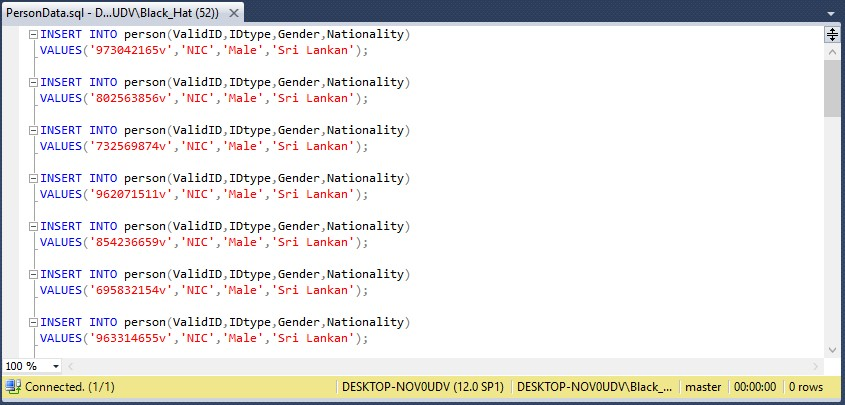 PersonData.sql - D...UDV\Black_Hat (52))
INSERT INTO person(ValidID,IDtype,Gender,Nationality)
VALUES('973042165v','NIC','Male','Sri Lankan');
INSERT INTO person(ValidID,IDtype,Gender,Nationality)
VALUES('802563856v','NIC','Male','Sri Lankan');
INSERT INTO person(ValidID,IDtype,Gender,Nationality)
VALUES('732569874v','NIC','Male','Sri Lankan');
INSERT INTO person(ValidID,IDtype,Gender,Nationality)
VALUES('962071511v','NIC','Male','Sri Lankan');
INSERT INTO person(ValidID,IDtype,Gender,Nationality)
VALUES('854236659v','NIC','Male','Sri Lankan');
INSERT INTO person(ValidID,IDtype,Gender,Nationality)
VALUES('695832154v','NIC','Male','Sri Lankan');
INSERT INTO person(ValidID,IDtype,Gender,Nationality)
VALUES('963314655v','NIC','Male','Sri Lankan');
100 %
Connected. (1/1) DESKTOP-NOV0UDV (12.0 SP1) DESKTOP-NOV0UDV\Black_... master 00:00:00 0 rows